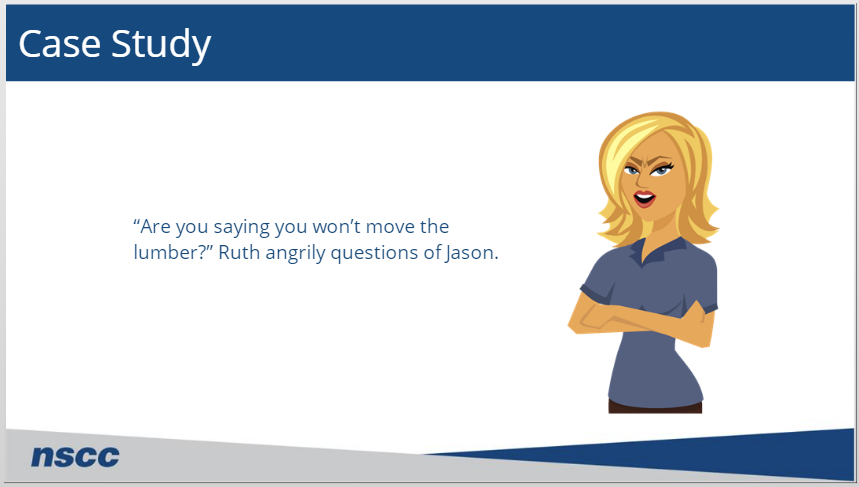 Case Study
“Are you saying you won’t move the
lumber?” Ruth angrily questions of Jason.
nscc